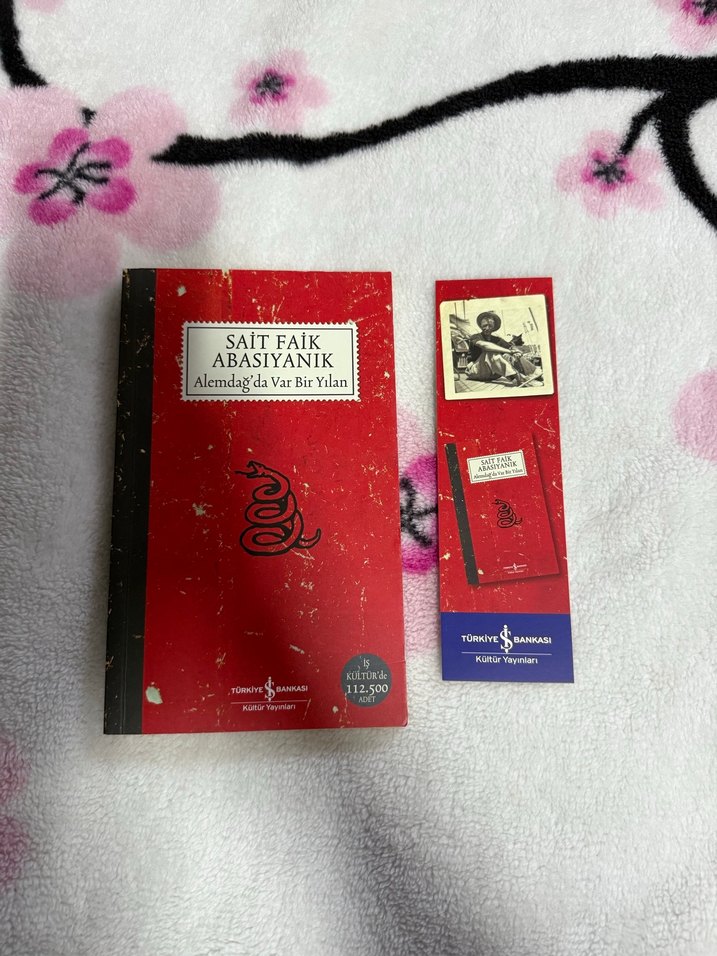 SAİT FAİK
ABASIYANIK
Alemdağ'da Var Bir Yılan
İŞ
KÜLTÜR'de
112.500
ADET
TÜRKİYE İŞ BANKASI
Kültür Yayınları
SAİT FAİK
ABASIYANIK
Alemdağ'da Var Bir Yılan
TÜRKİYE İŞ BANKASI
Kültür Yayınları